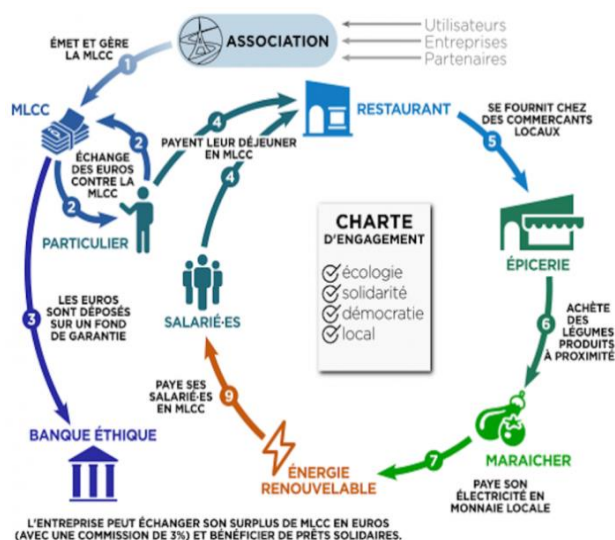 ASSOCIATION
Utilisateurs
Entreprises
Partenaires
ÉMET ET GÈRE
LA MLCC
1
MLCC
2
ÉCHANGE
DES EUROS
CONTRE LA
MLCC
2
PARTICULIER
4
PAYENT LEUR DÉJEUNER
EN MLCC
4
RESTAURANT
SE FOURNIT CHEZ
DES COMMERCANTS
LOCAUX
5
ÉPICERIE
CHARTE
D'ENGAGEMENT
écologie
solidarité
démocratie
local
SALARIÉ·ES
3
LES EUROS
SONT DÉPOSÉS
SUR UN FOND
DE GARANTIE
6
ACHÈTE
DES
LÉGUMES
PRODUITS
À PROXIMITÉ
PAYE SES
SALARIÉ·ES
EN MLCC
9
BANQUE ÉTHIQUE
ÉNERGIE
RENOUVELABLE
7
MARAICHER
PAYE SON
ÉLECTRICITÉ EN
MONNAIE LOCALE
L'ENTREPRISE PEUT ÉCHANGER SON SURPLUS DE MLCC EN EUROS
(AVEC UNE COMMISSION DE 3%) ET BÉNÉFICIER DE PRÊTS SOLIDAIRES.